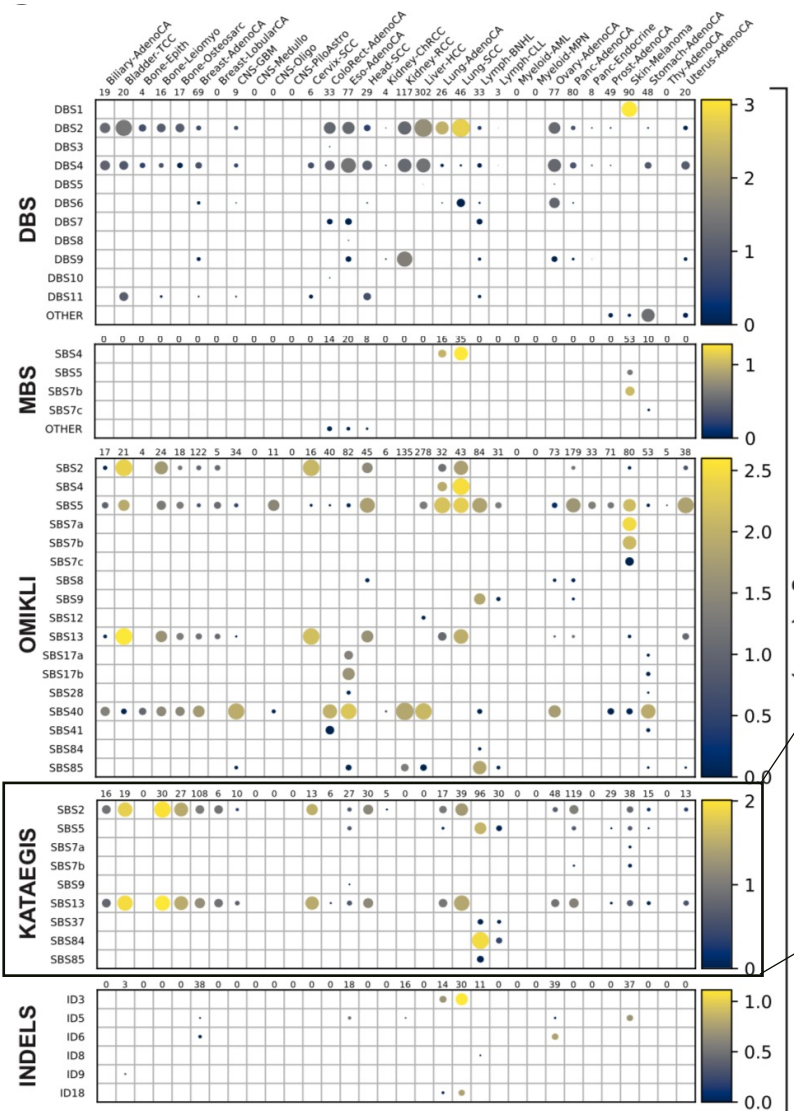 Biliary-AdenoCA
Bladder-TCC
Bone-Epith
Bone-Leiomyo
Bone-Osteosarc
Breast-AdenoCA
Breast-LobularCA
CNS-GBM
CNS-Medullo
CNS-Oligo
CNS-PiloAstro
Cervix-SCC
ColoRect-AdenoCA
Eso-AdenoCA
Head-SCC
Kidney-ChRCC
Kidney-RCC
Liver-HCC
Lung-AdenoCA
Lung-SCC
Lymph-BNHL
Lymph-CLL
Myeloid-AML
Myeloid-MPN
Ovary-AdenoCA
Panc-AdenoCA
Panc-Endocrine
Prost-AdenoCA
Skin-Melanoma
Stomach-AdenoCA
Thy-AdenoCA
Uterus-AdenoCA
19 20 4 16 17 69 0 9 0 0 0 6 33 77 29 4 117 302 26 46 33 3 0 0 77 80 8 49 90 48 0 20
DBS
DBS1
DBS2
DBS3
DBS4
DBS5
DBS6
DBS7
DBS8
DBS9
DBS10
DBS11
OTHER
3
2
1
0
0 0 0 0 0 0 0 0 0 0 0 0 14 20 8 0 0 0 16 35 0 0 0 0 0 0 0 0 53 10 0 0
MBS
SBS4
SBS5
SBS7b
SBS7c
OTHER
1
0
17 21 4 24 18 122 5 34 0 11 0 16 40 82 45 6 135 278 32 43 84 31 0 0 73 179 33 71 80 53 5 38
OMIKLI
SBS2
SBS4
SBS5
SBS7a
SBS7b
SBS7c
SBS8
SBS9
SBS12
SBS13
SBS17a
SBS17b
SBS28
SBS40
SBS41
SBS84
SBS85
2.5
2.0
1.5
1.0
0.5
0.0
16 19 0 30 27 108 6 10 0 0 0 13 6 27 30 5 0 0 17 39 96 30 0 0 48 119 0 29 38 15 0 13
KATAEGIS
SBS2
SBS5
SBS7a
SBS7b
SBS9
SBS13
SBS37
SBS84
SBS85
2
1
0
0 3 0 0 0 38 0 0 0 0 0 0 0 18 0 0 16 0 14 30 11 0 0 0 39 0 0 0 37 0 0 0
INDELS
ID3
ID5
ID6
ID8
ID9
ID18
1.0
0.5
0.0